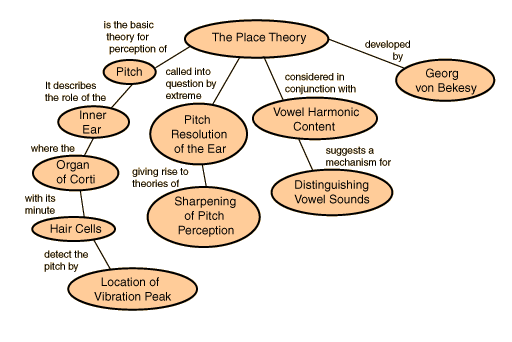 is the basic
theory for
perception of
The Place Theory
developed
by
Georg
von Bekesy
Pitch
called into
question by
extreme
considered in
conjunction with
It describes
the role of the
Inner
Ear
Pitch
Resolution
of the Ear
Vowel Harmonic
Content
where the
Organ
of Corti
giving rise to
theories of
suggests a
mechanism for
Distinguishing
Vowel Sounds
with its
minute
Sharpening
of Pitch
Perception
Hair Cells
detect the
pitch by
Location of
Vibration Peak